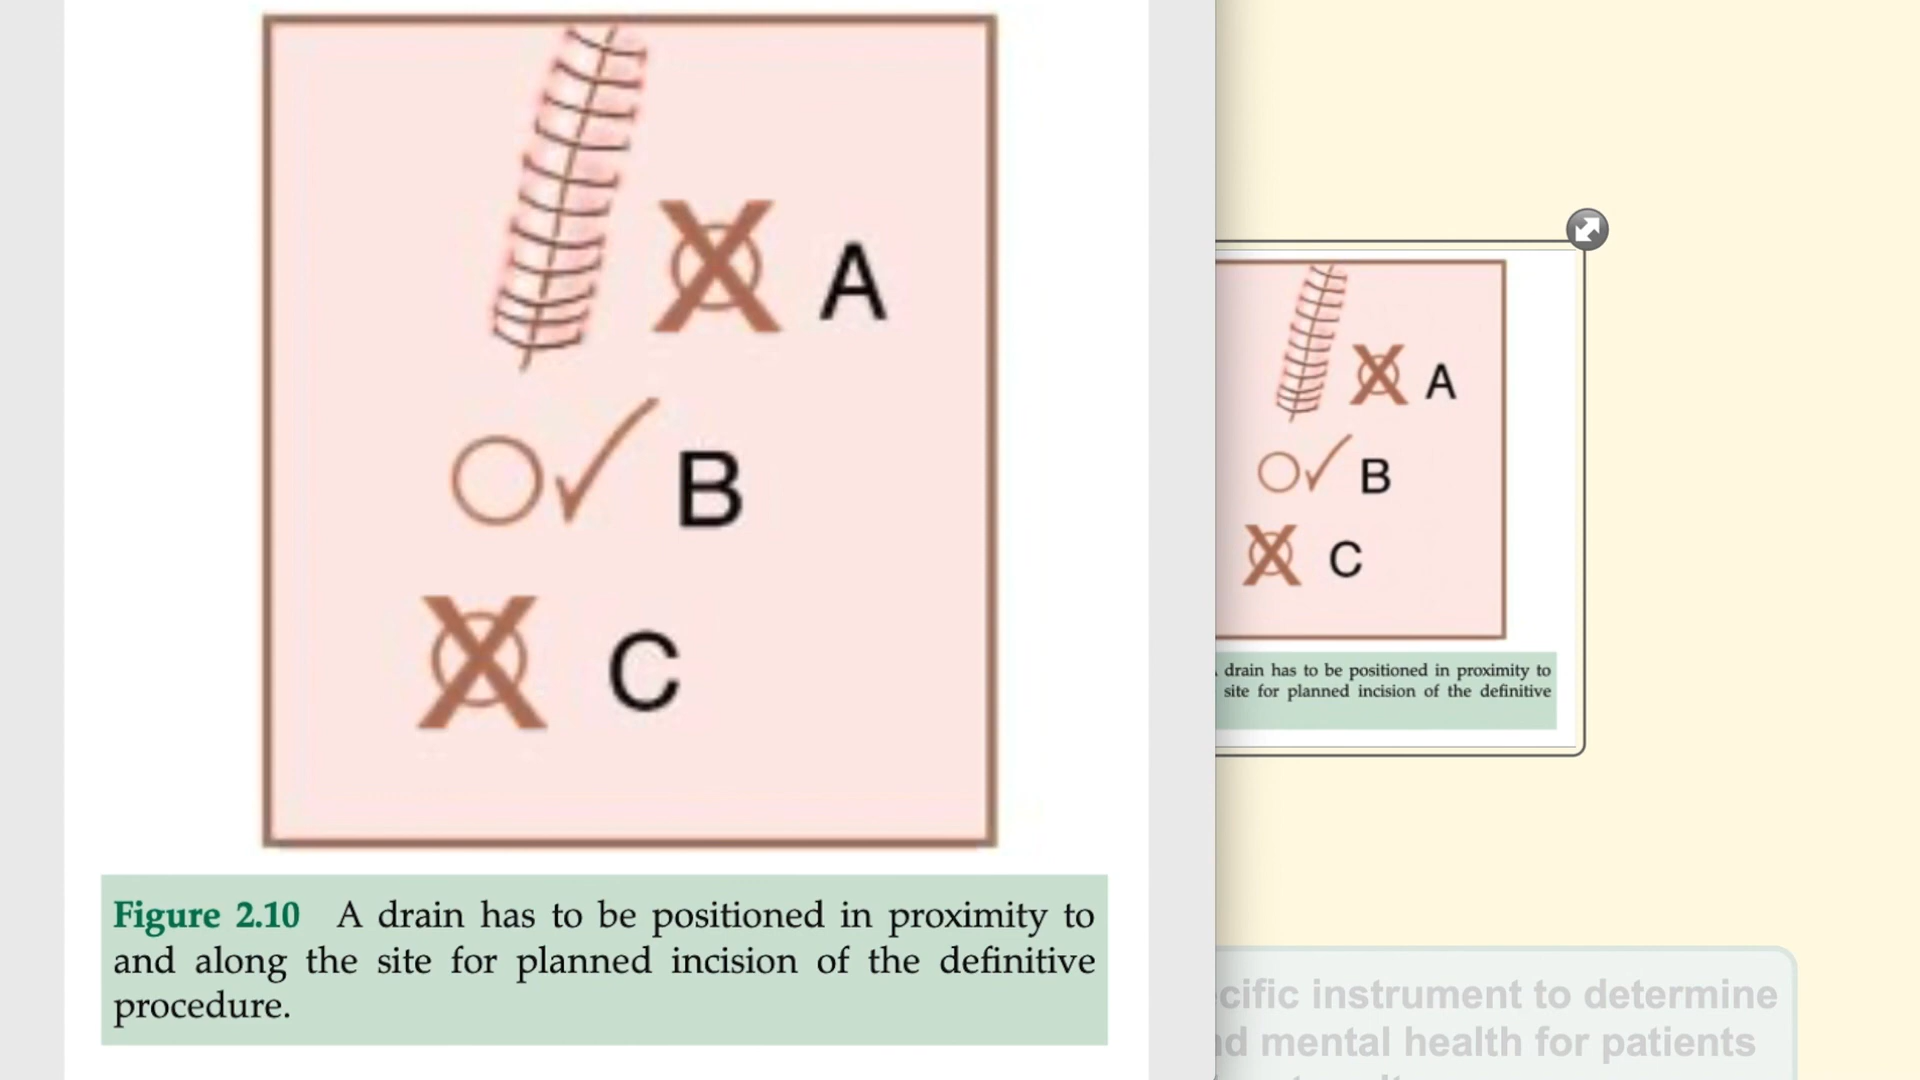 A
B
C
Figure 2.10 A drain has to be positioned in proximity to
and along the site for planned incision of the definitive
procedure.
A
B
C
drain has to be positioned in proximity to
site for planned incision of the definitive
instrument to determine
mental health for patients